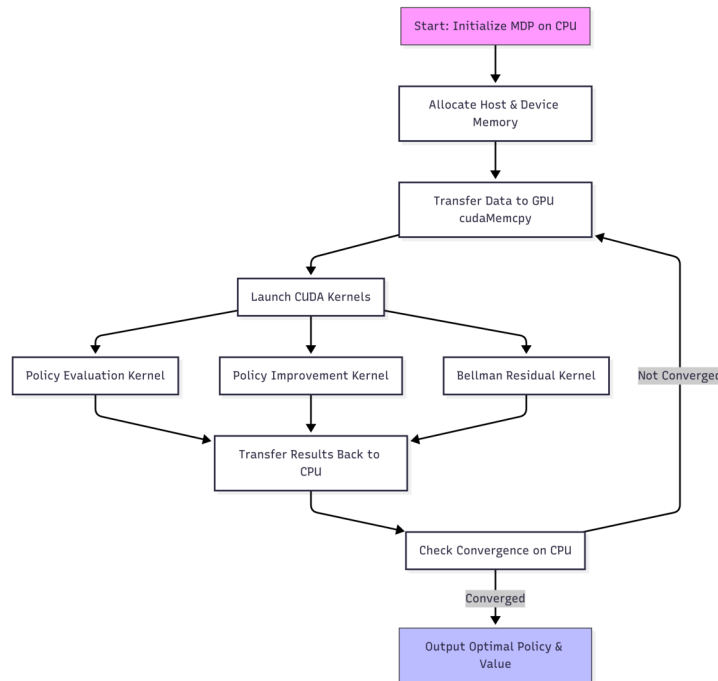 Start: Initialize MDP on CPU
Allocate Host & Device
Memory
Transfer Data to GPU
cudaMemcpy
Launch CUDA Kernels
Policy Evaluation Kernel
Policy Improvement Kernel
Bellman Residual Kernel
Not Converged
Transfer Results Back to
CPU
Check Convergence on CPU
Converged
Output Optimal Policy &
Value